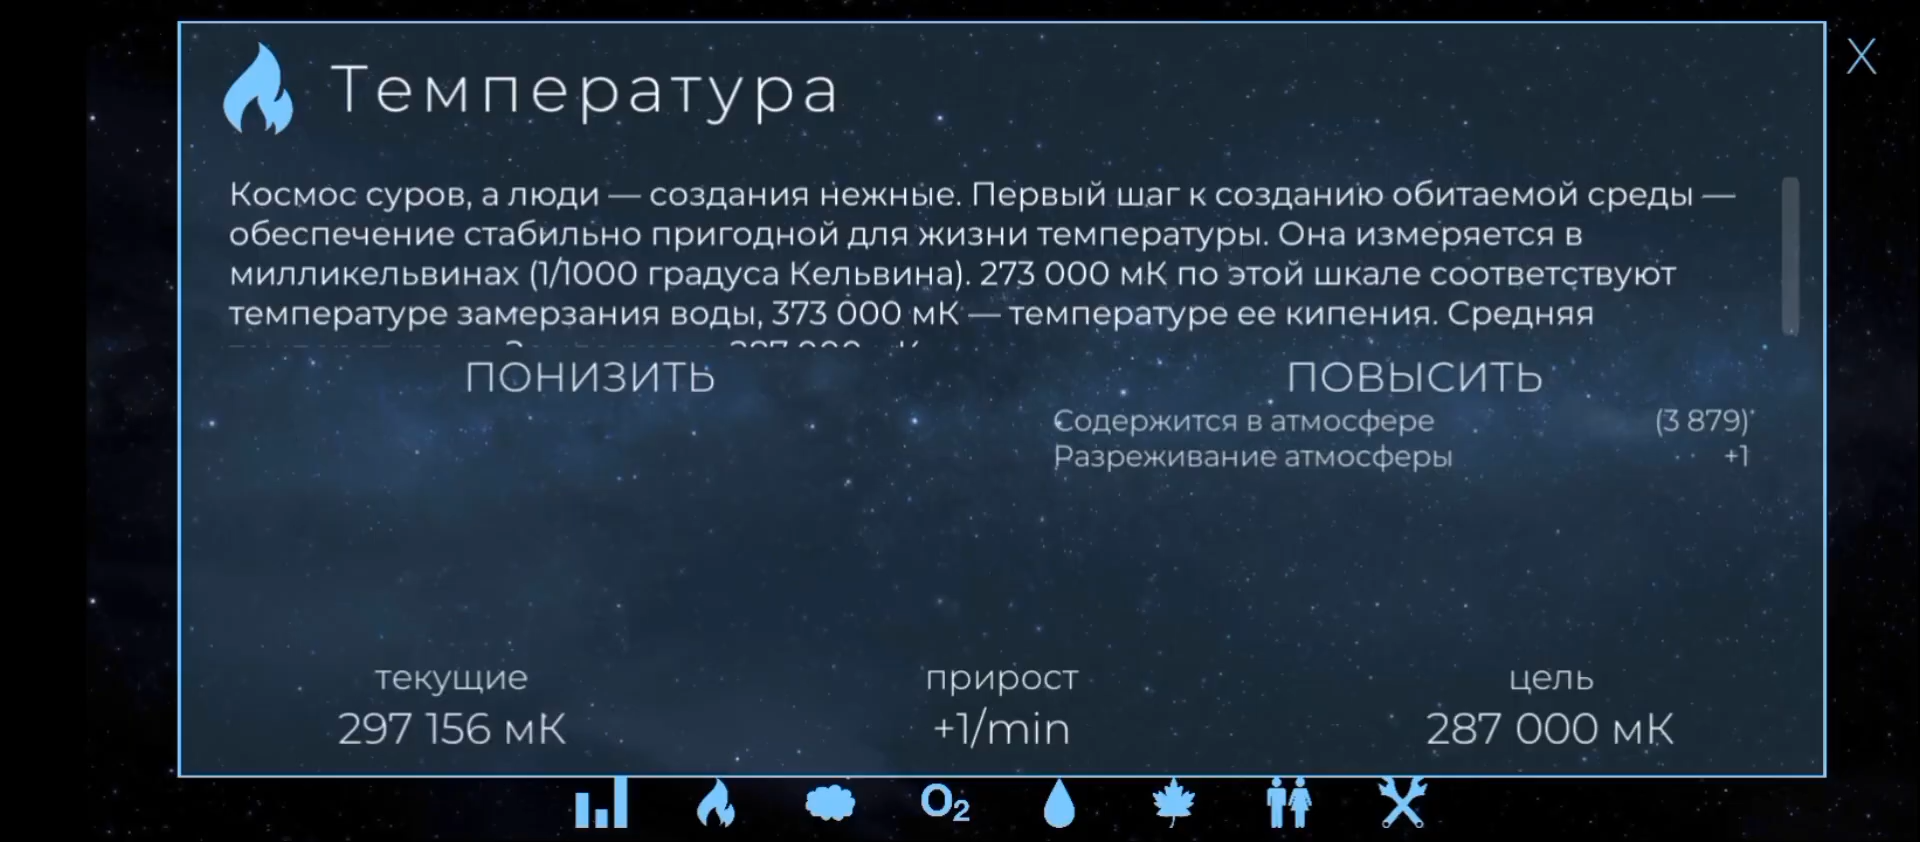 Температура
X
Космос суров, а люди — создания нежные. Первый шаг к созданию обитаемой среды —
обеспечение стабильно пригодной для жизни температуры. Она измеряется в
милликельвинах (1/1000 градуса Кельвина). 273 000 мК по этой шкале соответствуют
температуре замерзания воды, 373 000 мК — температуре ее кипения. Средняя
ПОНИЗИТЬ
ПОВЫСИТЬ
Содержится в атмосфере (3 879)
Разреживание атмосферы +1
текущие
прирост
цель
297 156 мК
+1/min
287 000 мК
O₂